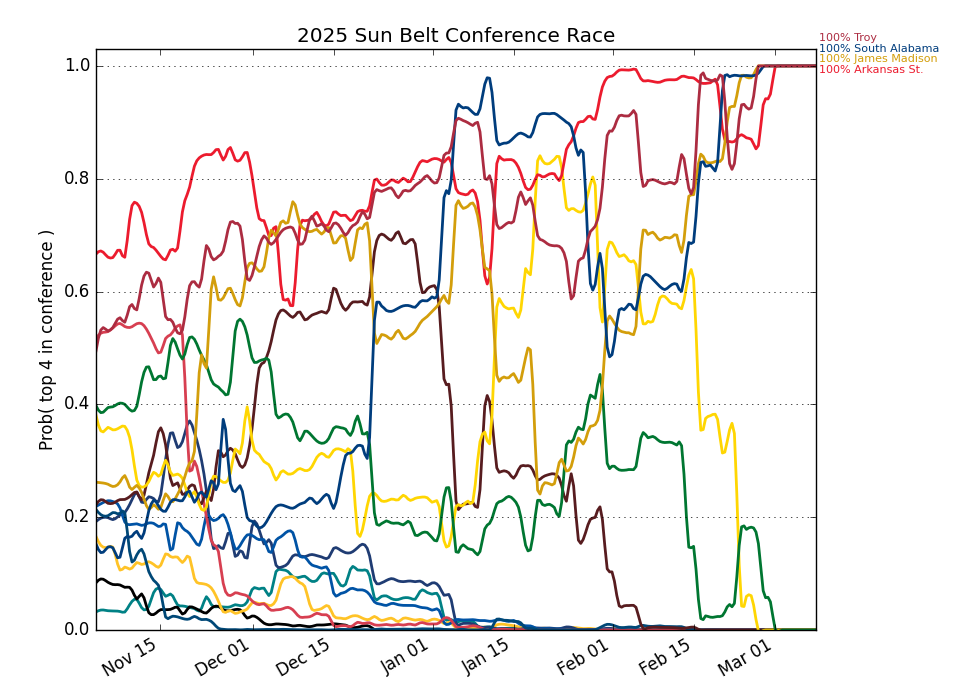 2025 Sun Belt Conference Race
100% Troy
100% South Alabama
100% James Madison
100% Arkansas St.
Prob( top 4 in conference )
1.0
0.8
0.6
0.4
0.2
0.0
Nov 15
Dec 01
Dec 15
Jan 01
Jan 15
Feb 01
Feb 15
Mar 01